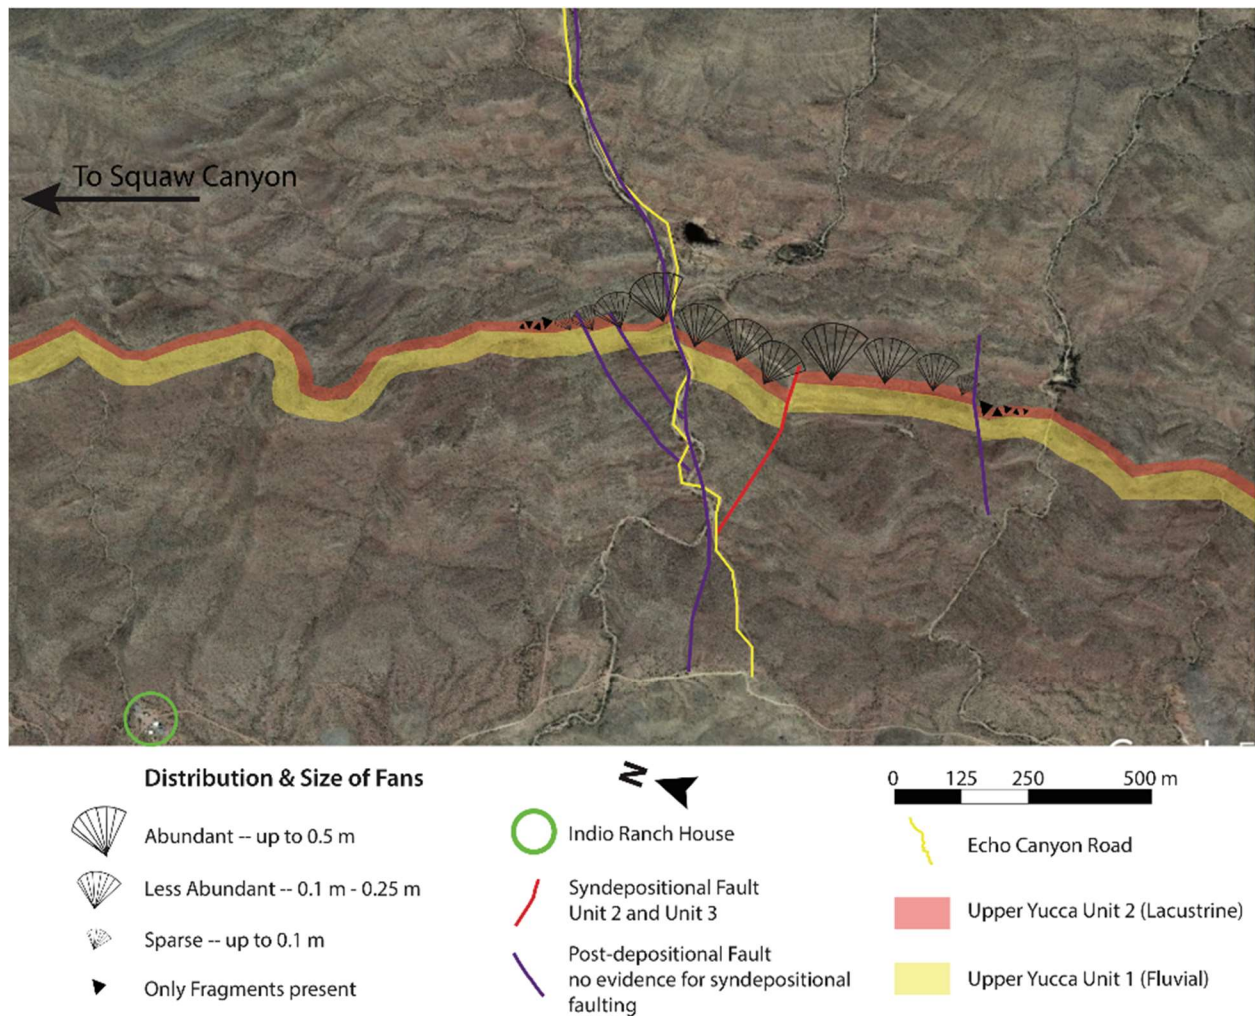 To Squaw Canyon
Distribution & Size of Fans
Abundant -- up to 0.5 m
Less Abundant -- 0.1 m - 0.25 m
Sparse -- up to 0.1 m
Only Fragments present
N
Indio Ranch House
Syndepositional Fault
Unit 2 and Unit 3
Post-depositional Fault
no evidence for syndepositional
faulting
0 125 250 500 m
Echo Canyon Road
Upper Yucca Unit 2 (Lacustrine)
Upper Yucca Unit 1 (Fluvial)